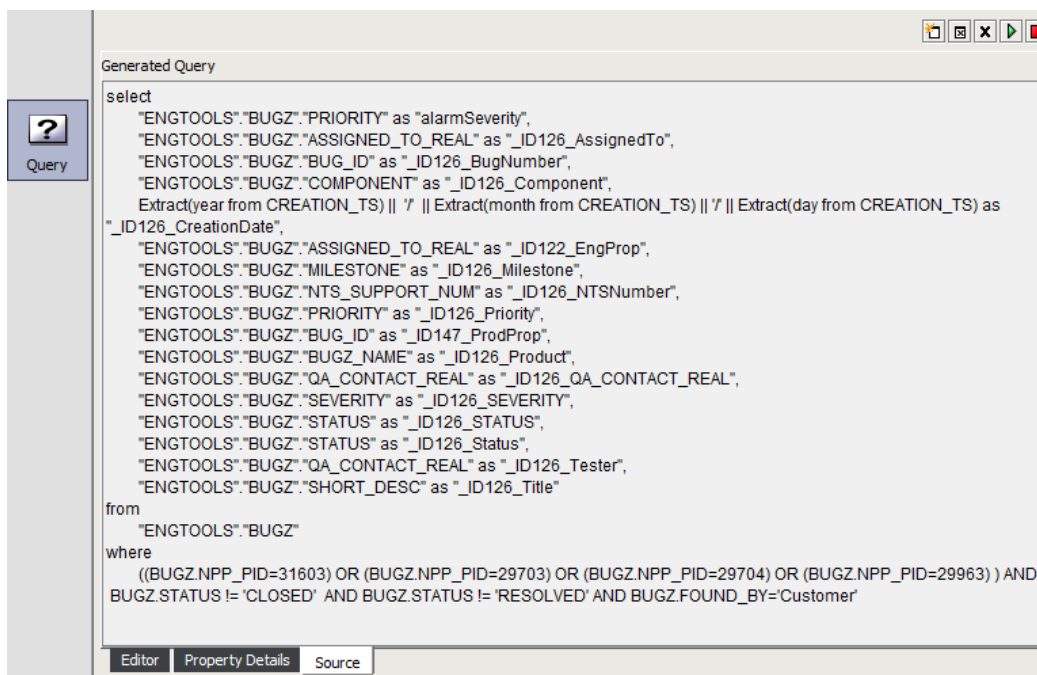 Generated Query
?
Query
select
"ENGTOOLS"."BUGZ"."PRIORITY" as "alarmSeverity",
"ENGTOOLS"."BUGZ"."ASSIGNED_TO_REAL" as "_ID126_AssignedTo",
"ENGTOOLS"."BUGZ"."BUG_ID" as "_ID126_BugNumber",
"ENGTOOLS"."BUGZ"."COMPONENT" as "_ID126_Component",
Extract(year from CREATION_TS) || '/' || Extract(month from CREATION_TS) || '/' || Extract(day from CREATION_TS) as
"_ID126_CreationDate",
"ENGTOOLS"."BUGZ"."ASSIGNED_TO_REAL" as "_ID122_EngProp",
"ENGTOOLS"."BUGZ"."MILESTONE" as "_ID126_Milestone",
"ENGTOOLS"."BUGZ"."NTS_SUPPORT_NUM" as "_ID126_NTSNumber",
"ENGTOOLS"."BUGZ"."PRIORITY" as "_ID126_Priority",
"ENGTOOLS"."BUGZ"."BUG_ID" as "_ID147_ProdProp",
"ENGTOOLS"."BUGZ"."BUGZ_NAME" as "_ID126_Product",
"ENGTOOLS"."BUGZ"."QA_CONTACT_REAL" as "_ID126_QA_CONTACT_REAL",
"ENGTOOLS"."BUGZ"."SEVERITY" as "_ID126_SEVERITY",
"ENGTOOLS"."BUGZ"."STATUS" as "_ID126_STATUS",
"ENGTOOLS"."BUGZ"."STATUS" as "_ID126_Status",
"ENGTOOLS"."BUGZ"."QA_CONTACT_REAL" as "_ID126_Tester",
"ENGTOOLS"."BUGZ"."SHORT_DESC" as "_ID126_Title"
from
"ENGTOOLS"."BUGZ"
where
((BUGZ.NPP_PID=31603) OR (BUGZ.NPP_PID=29703) OR (BUGZ.NPP_PID=29704) OR (BUGZ.NPP_PID=29963) ) AND
BUGZ.STATUS != 'CLOSED' AND BUGZ.STATUS != 'RESOLVED' AND BUGZ.FOUND_BY='Customer'
Editor Property Details Source